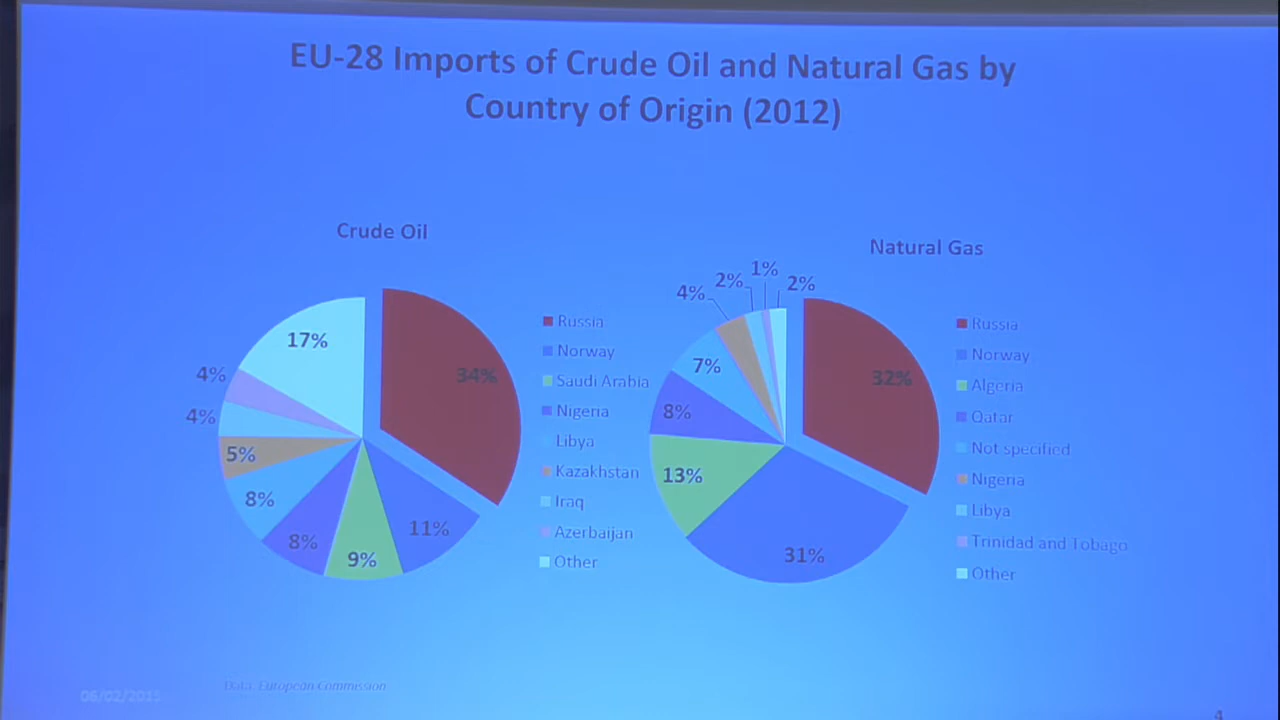 EU-28 Imports of Crude Oil and Natural Gas by
Country of Origin (2012)
Crude Oil
34%
11%
9%
8%
8%
5%
4%
4%
17%
Russia
Norway
Saudi Arabia
Nigeria
Libya
Kazakhstan
Iraq
Azerbaijan
Other
Natural Gas
32%
31%
13%
8%
7%
4%
2%
1%
2%
Russia
Norway
Algeria
Qatar
Not specified
Nigeria
Libya
Trinidad and Tobago
Other
Data: European Commission
4